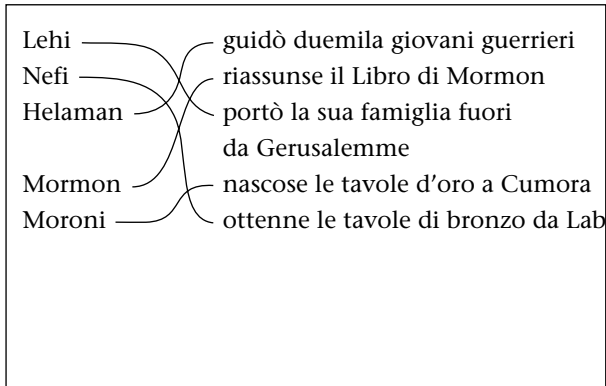 Lehi guidò duemila giovani guerrieri
Nefi riassunse il Libro di Mormon
Helaman portò la sua famiglia fuori
da Gerusalemme
Mormon nascose le tavole d'oro a Cumora
Moroni ottenne le tavole di bronzo da Lab